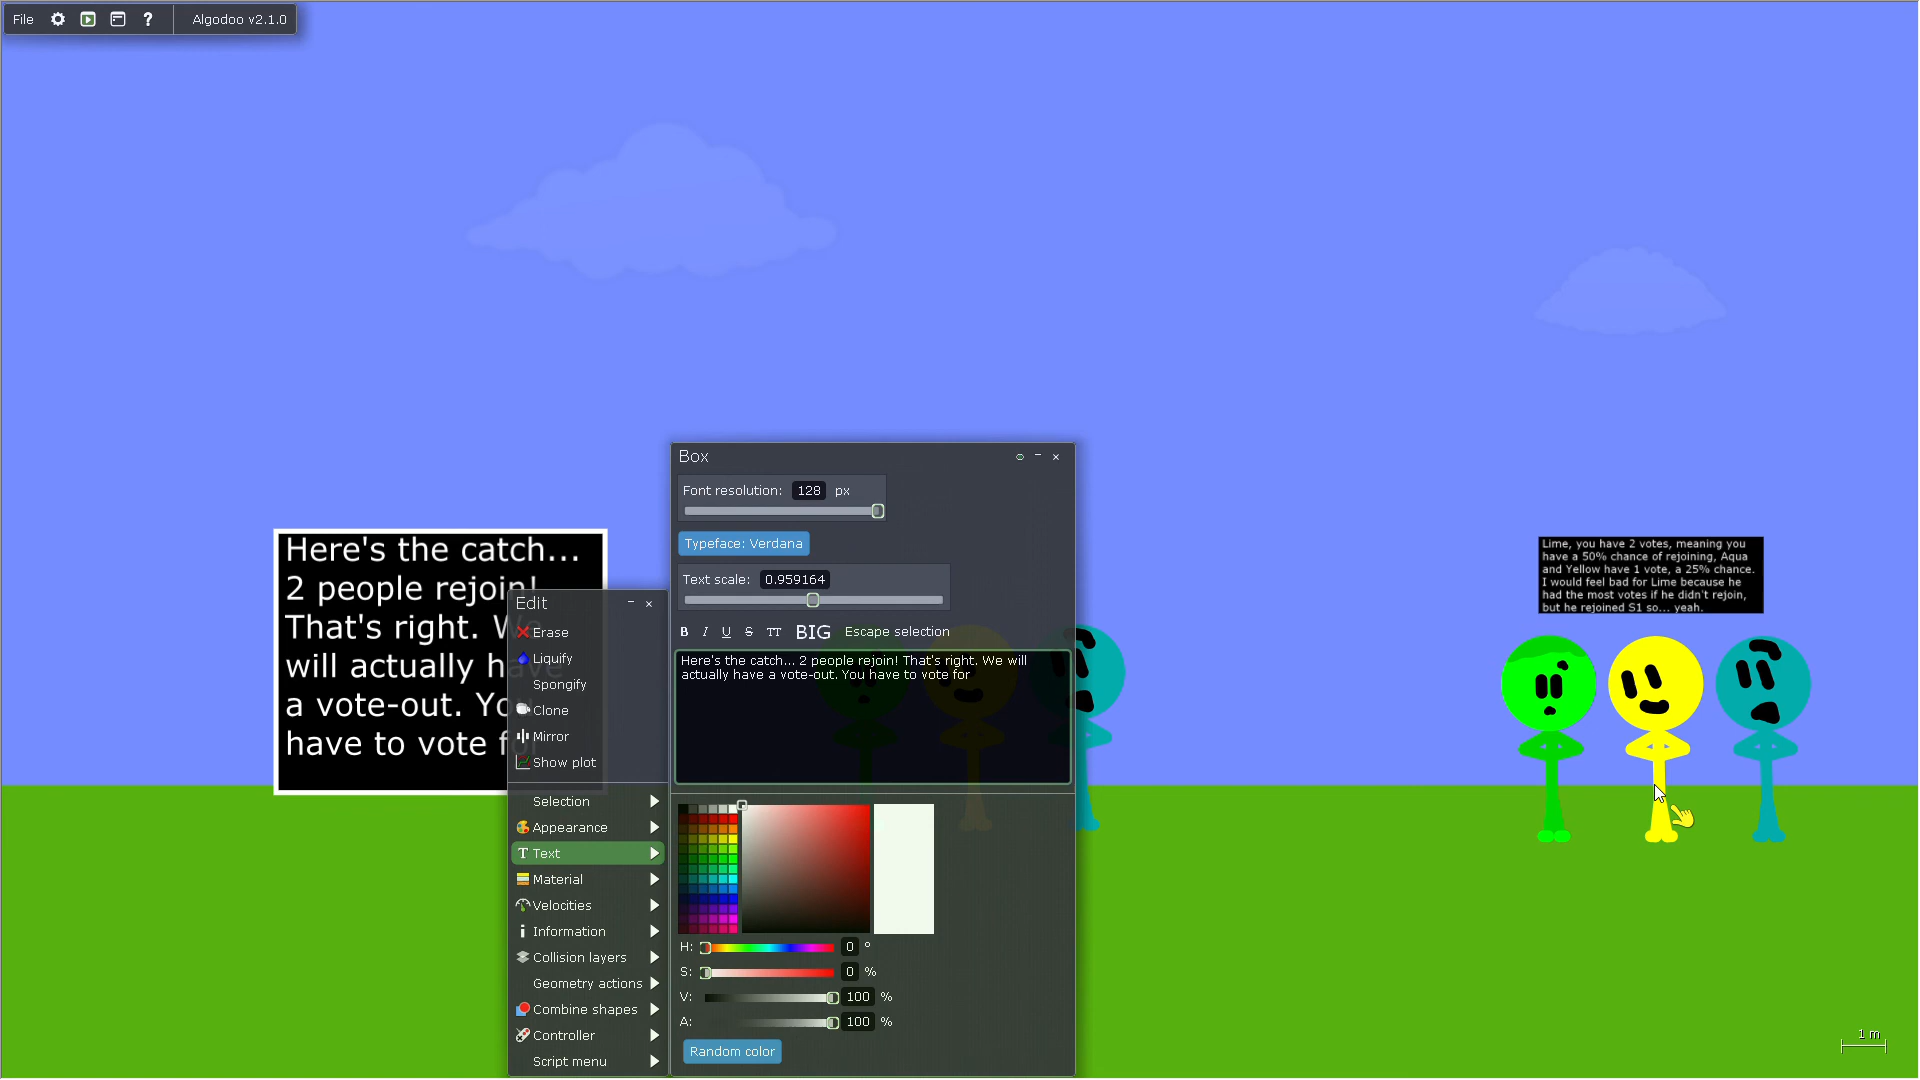 File ? Algodoo v2.1.0
Here's the catch...
2 people rejoin!
That's right. We
will actually have
a vote-out. You
have to vote for
Edit
Erase
Liquify
Spongify
Clone
Mirror
Show plot
Selection
Appearance
T Text
Material
Velocities
Information
Collision layers
Geometry actions
Combine shapes
Controller
Script menu
Box
Font resolution: 128 px
Typeface: Verdana
Text scale: 0.959164
B I U S TT BIG Escape selection
Here's the catch... 2 people rejoin! That's right. We will
actually have a vote-out. You have to vote for
H: 0 °
S: 0 %
V: 100 %
A: 100 %
Random color
Lime, you have 2 votes, meaning you
have a 50% chance of rejoining, Aqua
and Yellow have 1 vote, a 25% chance.
I would feel bad for Lime because he
had the most votes if he didn't rejoin,
but he rejoined S1 so... yeah.
1 m